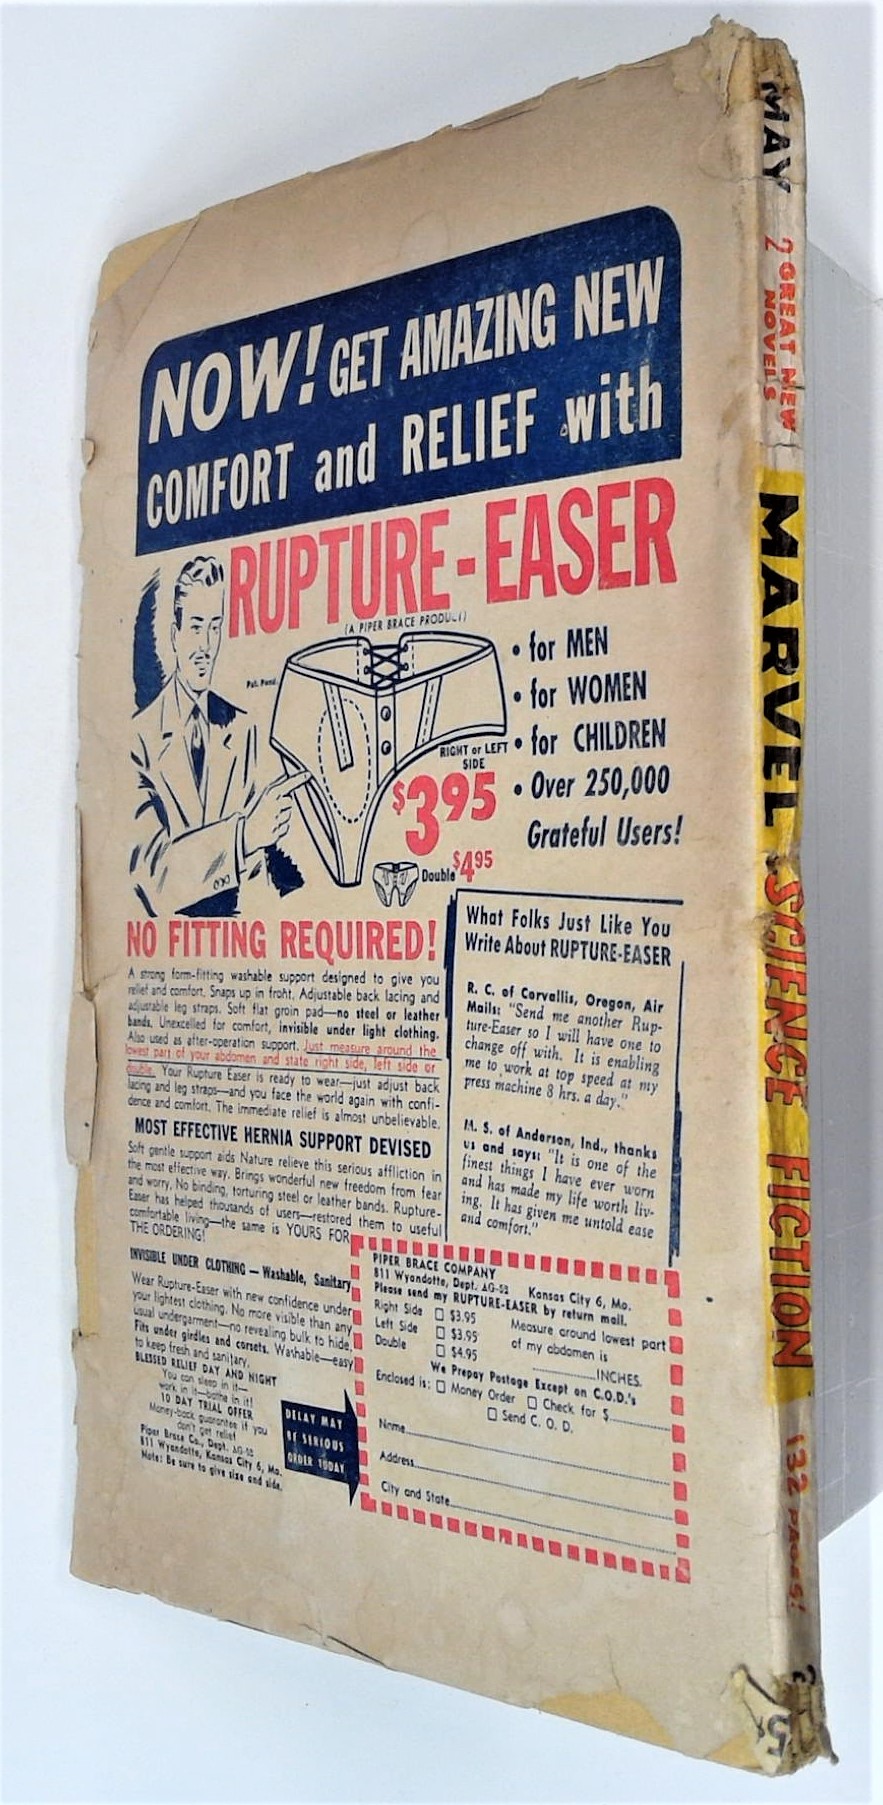 NOW! GET AMAZING NEW
COMFORT and RELIEF with
RUPTURE-EASER
(A PIPER BRACE PRODUCT)
Pat. Pend.
• for MEN
• for WOMEN
• for CHILDREN
• Over 250,000
Grateful Users!
RIGHT or LEFT
SIDE
$3.95
Double $4.95
NO FITTING REQUIRED!
A strong form-fitting washable support designed to give you
relief and comfort. Snaps up in front. Adjustable back lacing and
adjustable leg straps. Soft flat groin pad—no steel or leather
bands. Unexcelled for comfort, invisible under light clothing.
Also used as after-operation support. Just measure around the
lowest part of your abdomen and state right side, left side or
double. Your Rupture Easer is ready to wear—just adjust back
lacing and leg straps—and you face the world again with confi-
dence and comfort. The immediate relief is almost unbelievable.
MOST EFFECTIVE HERNIA SUPPORT DEVISED
Soft gentle support aids Nature relieve this serious affliction in
the most effective way. Brings wonderful new freedom from fear
and worry. No binding, torturing steel or leather bands. Rupture-
Easer has helped thousands of users—restored them to useful
comfortable living—the same is YOURS FOR
THE ORDERING!
INVISIBLE UNDER CLOTHING — Washable, Sanitary
Wear Rupture-Easer with new confidence under
your lightest clothing. No more visible than any
usual undergarment—no revealing bulk to hide.
Fits under girdles and corsets. Washable—easy
to keep fresh and sanitary.
BLESSED RELIEF DAY AND NIGHT
You can sleep in it—
work in it—bathe in it!
10 DAY TRIAL OFFER
Money-back guarantee if you
don't get relief
Piper Brace Co., Dept. AG-52
811 Wyandotte, Kansas City 6, Mo.
Note: Be sure to give size and side.
DELAY MAY
BE SERIOUS
ORDER TODAY
What Folks Just Like You
Write About RUPTURE-EASER
R. C. of Corvallis, Oregon, Air
Mails: "Send me another Rup-
ture-Easer so I will have one to
change off with. It is enabling
me to work at top speed at my
press machine 8 hrs. a day."
M. S. of Anderson, Ind., thanks
us and says: "It is one of the
finest things I have ever worn
and has made my life worth liv-
ing. It has given me untold ease
and comfort."
PIPER BRACE COMPANY
811 Wyandotte, Dept. AG-52 Kansas City 6, Mo.
Please send my RUPTURE-EASER by return mail.
Right Side □ $3.95 Measure around lowest part
Left Side □ $3.95 of my abdomen is
Double □ $4.95 INCHES.
We Prepay Postage Except on C.O.D.'s
Enclosed is: □ Money Order □ Check for $
□ Send C. O. D.
Name
Address
City and State
MAY
2 GREAT NEW
NOVELS
MARVEL SCIENCE FICTION
132 PAGES!